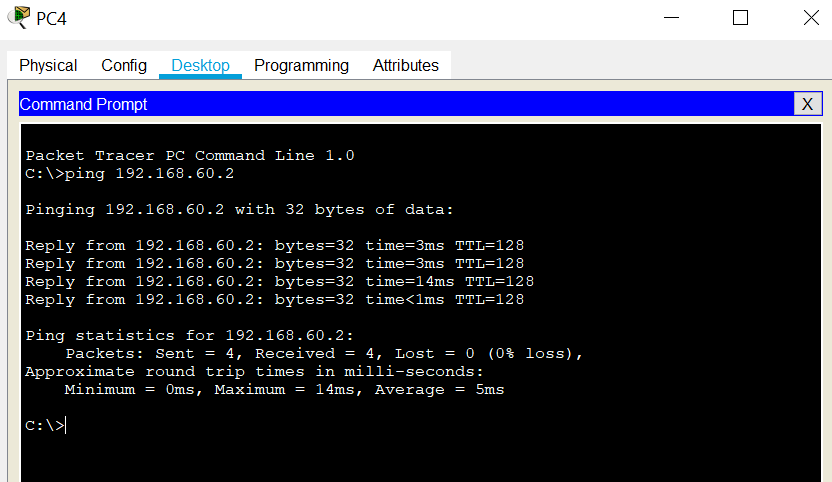 PC4
Physical Config Desktop Programming Attributes
Command Prompt
X
Packet Tracer PC Command Line 1.0
C:\>ping 192.168.60.2
Pinging 192.168.60.2 with 32 bytes of data:
Reply from 192.168.60.2: bytes=32 time=3ms TTL=128
Reply from 192.168.60.2: bytes=32 time=3ms TTL=128
Reply from 192.168.60.2: bytes=32 time=14ms TTL=128
Reply from 192.168.60.2: bytes=32 time<1ms TTL=128
Ping statistics for 192.168.60.2:
    Packets: Sent = 4, Received = 4, Lost = 0 (0% loss),
Approximate round trip times in milli-seconds:
    Minimum = 0ms, Maximum = 14ms, Average = 5ms
C:\>